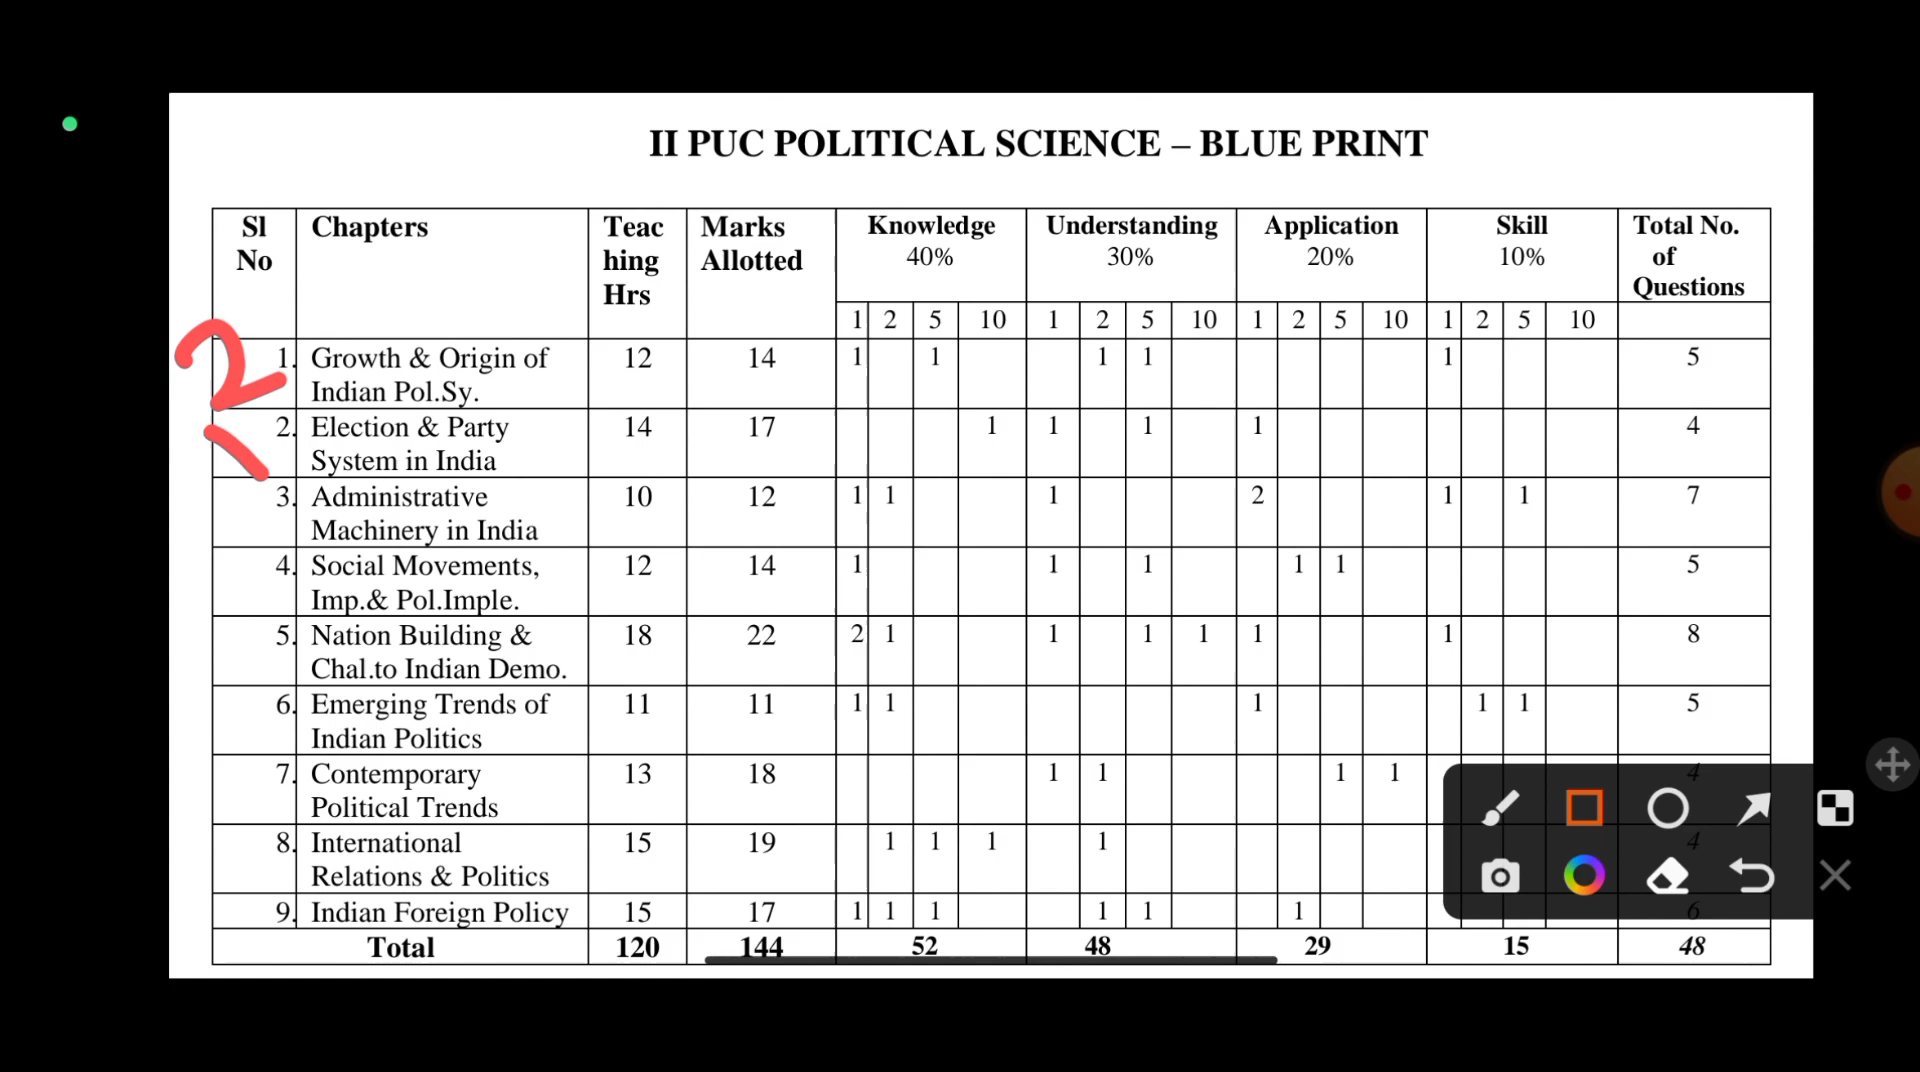 II PUC POLITICAL SCIENCE – BLUE PRINT
Sl No Chapters Teac hing Hrs Marks Allotted Knowledge 40% Understanding 30% Application 20% Skill 10% Total No. of Questions
1 2 5 10 1 2 5 10 1 2 5 10 1 2 5 10
1. Growth & Origin of Indian Pol.Sy. 12 14 1 1 1 1 1 5
2. Election & Party System in India 14 17 1 1 1 1 4
3. Administrative Machinery in India 10 12 1 1 1 2 1 1 7
4. Social Movements, Imp.& Pol.Imple. 12 14 1 1 1 1 1 5
5. Nation Building & Chal.to Indian Demo. 18 22 2 1 1 1 1 1 1 8
6. Emerging Trends of Indian Politics 11 11 1 1 1 1 1 5
7. Contemporary Political Trends 13 18 1 1 1 1 4
8. International Relations & Politics 15 19 1 1 1 1 4
9. Indian Foreign Policy 15 17 1 1 1 1 1 1 6
Total 120 144 52 48 29 15 48